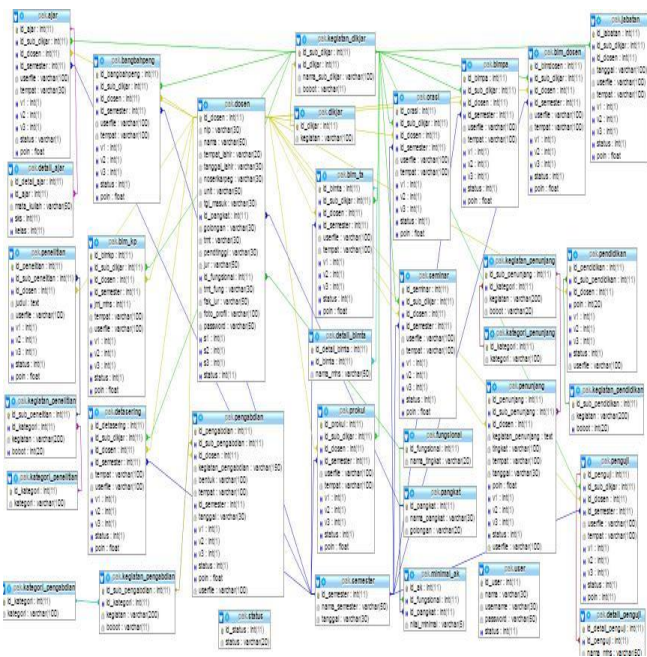 pak.ajar
id_ajar : int(11)
id_sub_dikjar : int(11)
id_dosen : int(11)
id_semester : int(11)
userfile : varchar(100)
tempat : varchar(30)
v1 : int(1)
v2 : int(1)
v3 : int(1)
status : int(1)
poin : float
pak.detail_ajar
id_detail_ajar : int(11)
id_ajar : int(11)
mata_kuliah : varchar(50)
sks : int(11)
kelas : int(11)
pak.penelitian
id_penelitian : int(11)
id_sub_penelitian : int(11)
id_dosen : int(11)
judul : text
userfile : varchar(100)
v1 : int(1)
v2 : int(1)
v3 : int(1)
status : int(1)
poin : float
pak.kegiatan_penelitian
id_sub_penelitian : int(11)
id_kategori : int(11)
kegiatan : varchar(200)
bobot : varchar(20)
pak.kategori_penelitian
id_kategori : int(11)
kategori : varchar(100)
pak.kategori_pengabdian
id_kategori : int(11)
kategori : varchar(100)
pak.bangbahpeng
id_bangbahpeng : int(11)
id_sub_dikjar : int(11)
id_dosen : int(11)
id_semester : int(11)
userfile : varchar(100)
tempat : varchar(100)
v1 : int(1)
v2 : int(1)
v3 : int(1)
status : int(1)
poin : float
pak.bim_kp
id_bimkp : int(11)
id_sub_dikjar : int(11)
id_dosen : int(11)
id_semester : int(11)
jml_mhs : int(11)
tempat : varchar(100)
userfile : varchar(100)
v1 : int(1)
v2 : int(1)
v3 : int(1)
status : int(1)
poin : float
pak.detasering
id_detasering : int(11)
id_sub_dikjar : int(11)
id_dosen : int(11)
id_semester : int(11)
tempat : varchar(100)
userfile : varchar(100)
v1 : int(1)
v2 : int(1)
v3 : int(1)
status : int(1)
poin : float
pak.kegiatan_pengabdian
id_sub_pengabdian : int(11)
id_kategori : int(11)
kegiatan : varchar(200)
bobot : varchar(11)
pak.dosen
id_dosen : int(11)
nip : varchar(30)
nama : varchar(50)
tempat_lahir : varchar(20)
tanggal_lahir : varchar(30)
noserikarpeg : varchar(30)
unit : varchar(50)
tgl_masuk : varchar(30)
id_pangkat : int(11)
golongan : varchar(30)
tmt : varchar(30)
jur : varchar(50)
id_fungsional : int(11)
tmt_fung : varchar(30)
foto_profil : varchar(100)
password : varchar(50)
s1 : int(11)
s2 : int(11)
s3 : int(11)
pak.pengabdian
id_pengabdian : int(11)
id_sub_pengabdian : int(11)
id_dosen : int(11)
kegiatan_pengabdian : varchar(50)
bentuk : varchar(100)
tempat : varchar(100)
id_semester : int(11)
tanggal : varchar(30)
v1 : int(1)
v2 : int(1)
v3 : int(1)
status : int(1)
poin : float
userfile : varchar(100)
pak.status
id_status : int(11)
status : varchar(20)
pak.kegiatan_dikjar
id_sub_dikjar : int(11)
id_dikjar : int(11)
nama_sub_dikjar : varchar(100)
bobot : varchar(11)
pak.dikjar
id_dikjar : int(11)
kegiatan : varchar(100)
pak.bim_ta
id_bimta : int(11)
id_sub_dikjar : int(11)
id_dosen : int(11)
id_semester : int(11)
userfile : varchar(100)
tempat : varchar(100)
v1 : int(1)
v2 : int(1)
v3 : int(1)
status : int(1)
poin : float
pak.detail_bimta
id_detail_bimta : int(11)
id_bimta : int(11)
nama_mhs : varchar(50)
pak.prokul
id_prokul : int(11)
id_sub_dikjar : int(11)
id_dosen : int(11)
id_semester : int(11)
userfile : varchar(100)
tempat : varchar(100)
v1 : int(1)
v2 : int(1)
v3 : int(1)
status : int(1)
poin : float
pak.semester
id_semester : int(11)
nama_semester : varchar(50)
tanggal : varchar(30)
pak.orasi
id_orasi : int(11)
id_sub_dikjar : int(11)
id_dosen : int(11)
id_semester : int(11)
userfile : varchar(100)
tempat : varchar(100)
v1 : int(1)
v2 : int(1)
v3 : int(1)
status : int(1)
poin : float
pak.seminar
id_seminar : int(11)
id_sub_dikjar : int(11)
id_dosen : int(11)
id_semester : int(11)
userfile : varchar(100)
tempat : varchar(100)
v1 : int(1)
v2 : int(1)
v3 : int(1)
status : int(1)
poin : float
pak.fungsional
id_fungsional : int(11)
nama_tingkat : varchar(20)
pak.pangkat
id_pangkat : int(11)
nama_pangkat : varchar(30)
golongan : varchar(20)
pak.minimal_ak
id_ak : int(11)
id_fungsional : int(11)
id_pangkat : int(11)
nilai_minimal : varchar(5)
pak.bimpa
id_bimpa : int(11)
id_sub_dikjar : int(11)
id_dosen : int(11)
id_semester : int(11)
userfile : varchar(100)
tempat : varchar(100)
v1 : int(1)
v2 : int(1)
v3 : int(1)
status : int(1)
poin : float
pak.bim_dosen
id_bimdosen : int(11)
id_sub_dikjar : int(11)
id_dosen : int(11)
id_semester : int(11)
userfile : varchar(100)
tempat : varchar(100)
v1 : int(1)
v2 : int(1)
v3 : int(1)
status : int(1)
poin : float
pak.jabatan
id_jabatan : int(11)
id_sub_dikjar : int(11)
id_dosen : int(11)
tanggal : varchar(100)
userfile : varchar(100)
tempat : varchar(100)
v1 : int(1)
v2 : int(1)
v3 : int(1)
status : int(1)
poin : float
pak.kegiatan_penunjang
id_sub_penunjang : int(11)
id_kategori : int(11)
kegiatan : varchar(200)
bobot : varchar(20)
pak.kategori_penunjang
id_kategori : int(11)
kategori : varchar(100)
pak.penunjang
id_penunjang : int(11)
id_sub_penunjang : int(11)
id_dosen : int(11)
kegiatan_penunjang : text
tingkat : varchar(100)
tempat : varchar(100)
tanggal : varchar(30)
poin : float
v1 : int(1)
v2 : int(1)
v3 : int(1)
status : int(1)
userfile : varchar(100)
pak.user
id_user : int(11)
nama : varchar(30)
username : varchar(30)
password : varchar(50)
status : int(11)
pak.pendidikan
id_pendidikan : int(11)
id_sub_pendidikan : int(11)
id_dosen : int(11)
poin : int(20)
v1 : int(1)
v2 : int(1)
v3 : int(1)
status : int(1)
userfile : varchar(100)
pak.kegiatan_pendidikan
id_sub_pendidikan : int(11)
kegiatan : varchar(200)
bobot : int(20)
pak.penguji
id_penguji : int(11)
id_sub_dikjar : int(11)
id_dosen : int(11)
id_semester : int(11)
userfile : varchar(100)
tempat : varchar(100)
v1 : int(1)
v2 : int(1)
v3 : int(1)
status : int(1)
poin : float
pak.detail_penguji
id_detail_penguji : int(11)
id_penguji : int(11)
nama_mhs : varchar(50)